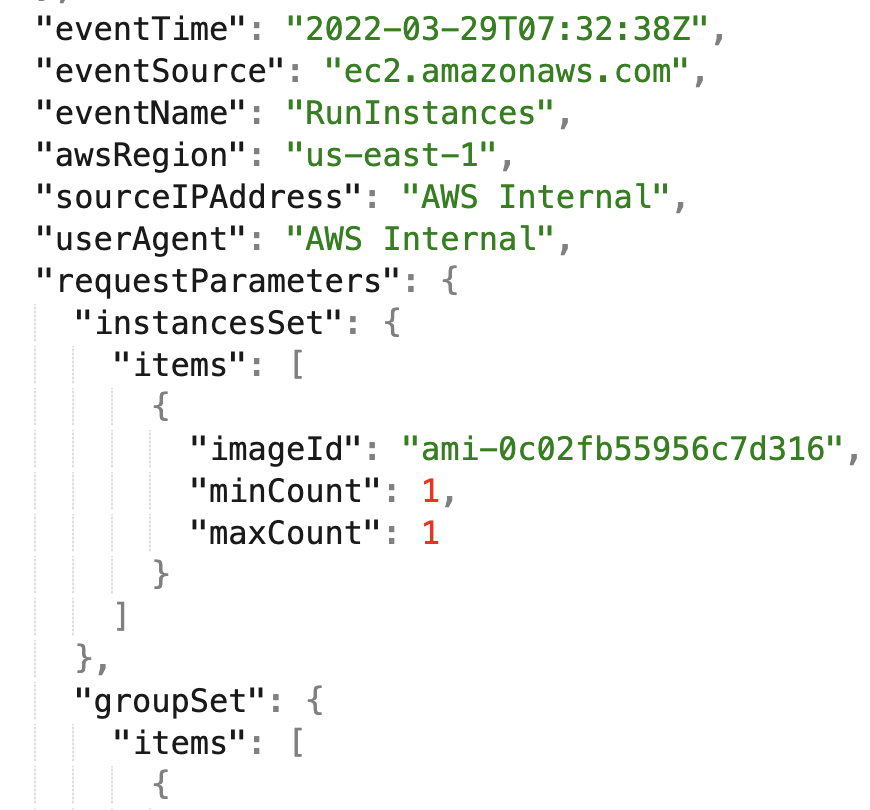 },
"eventTime": "2022-03-29T07:32:38Z",
"eventSource": "ec2.amazonaws.com",
"eventName": "RunInstances",
"awsRegion": "us-east-1",
"sourceIPAddress": "AWS Internal",
"userAgent": "AWS Internal",
"requestParameters": {
"instancesSet": {
"items": [
{
"imageId": "ami-0c02fb55956c7d316",
"minCount": 1,
"maxCount": 1
}
]
},
"groupSet": {
"items": [
{